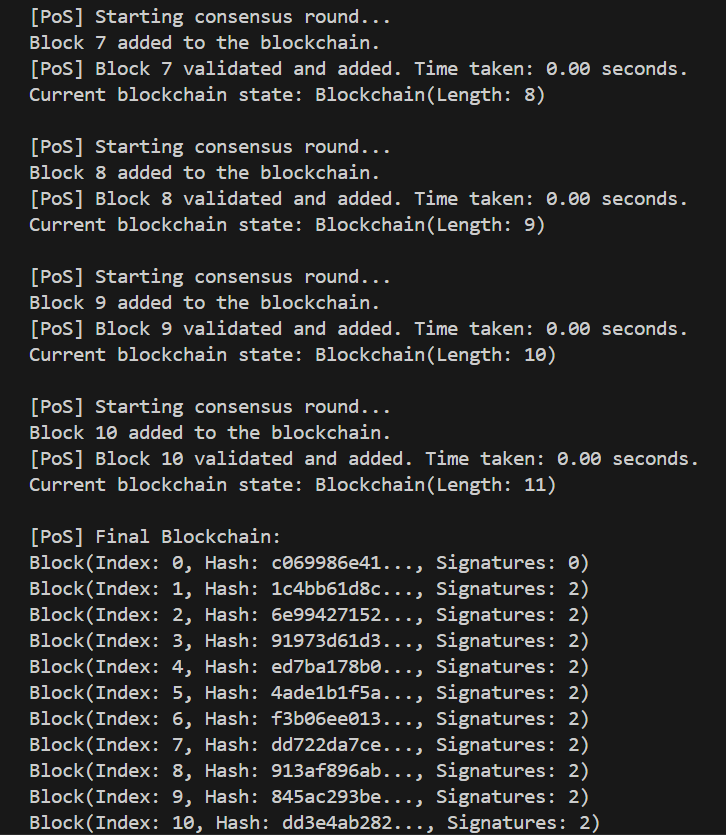 [PoS] Starting consensus round...
Block 7 added to the blockchain.
[PoS] Block 7 validated and added. Time taken: 0.00 seconds.
Current blockchain state: Blockchain(Length: 8)

[PoS] Starting consensus round...
Block 8 added to the blockchain.
[PoS] Block 8 validated and added. Time taken: 0.00 seconds.
Current blockchain state: Blockchain(Length: 9)

[PoS] Starting consensus round...
Block 9 added to the blockchain.
[PoS] Block 9 validated and added. Time taken: 0.00 seconds.
Current blockchain state: Blockchain(Length: 10)

[PoS] Starting consensus round...
Block 10 added to the blockchain.
[PoS] Block 10 validated and added. Time taken: 0.00 seconds.
Current blockchain state: Blockchain(Length: 11)

[PoS] Final Blockchain:
Block(Index: 0, Hash: c069986e41..., Signatures: 0)
Block(Index: 1, Hash: 1c4bb61d8c..., Signatures: 2)
Block(Index: 2, Hash: 6e99427152..., Signatures: 2)
Block(Index: 3, Hash: 91973d61d3..., Signatures: 2)
Block(Index: 4, Hash: ed7ba178b0..., Signatures: 2)
Block(Index: 5, Hash: 4ade1b1f5a..., Signatures: 2)
Block(Index: 6, Hash: f3b06ee013..., Signatures: 2)
Block(Index: 7, Hash: dd722da7ce..., Signatures: 2)
Block(Index: 8, Hash: 913af896ab..., Signatures: 2)
Block(Index: 9, Hash: 845ac293be..., Signatures: 2)
Block(Index: 10, Hash: dd3e4ab282..., Signatures: 2)